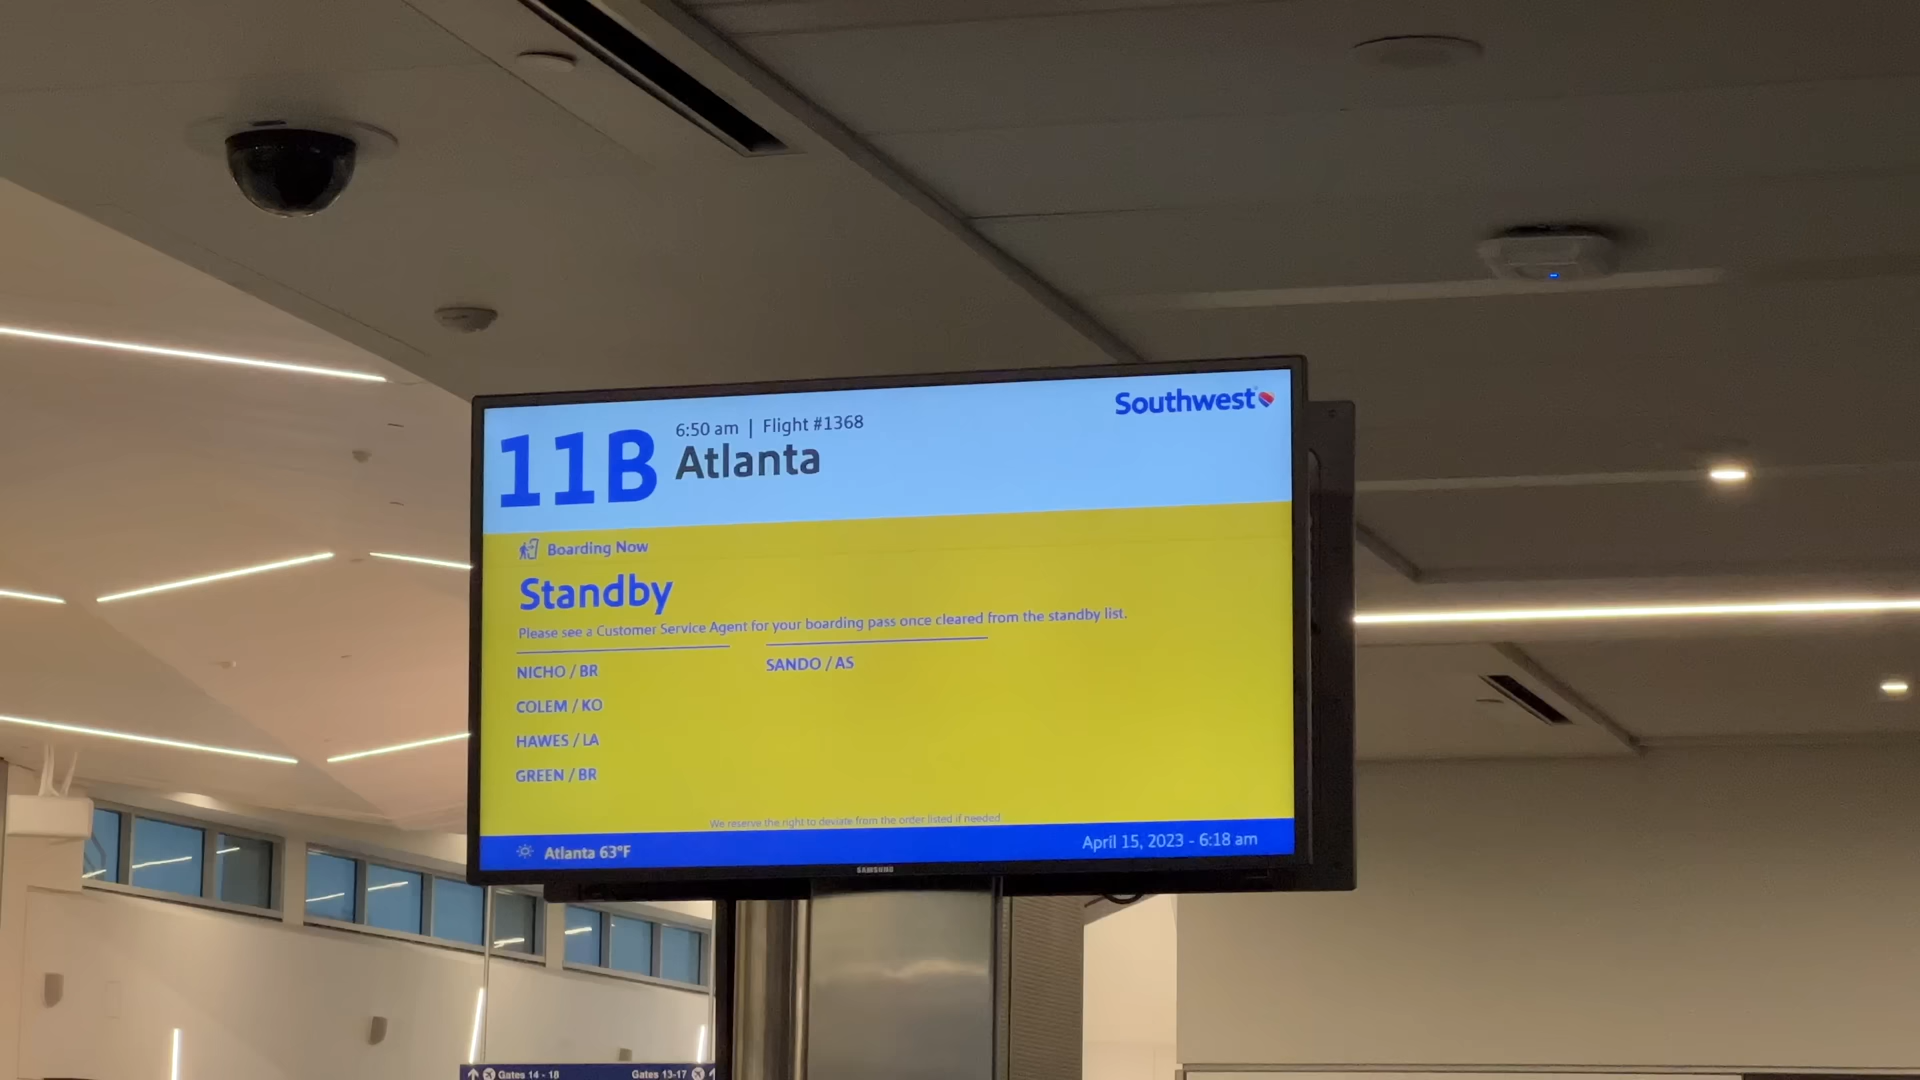 11B
6:50 am | Flight #1368
Atlanta
Southwest
Boarding Now
Standby
Please see a Customer Service Agent for your boarding pass once cleared from the standby list.
NICHO / BR
COLEM / KO
HAWES / LA
GREEN / BR
SANDO / AS
We reserve the right to deviate from the order listed if needed
Atlanta 63°F
April 15, 2023 - 6:18 am
SAMSUNG
Gates 14 - 18
Gates 13-17